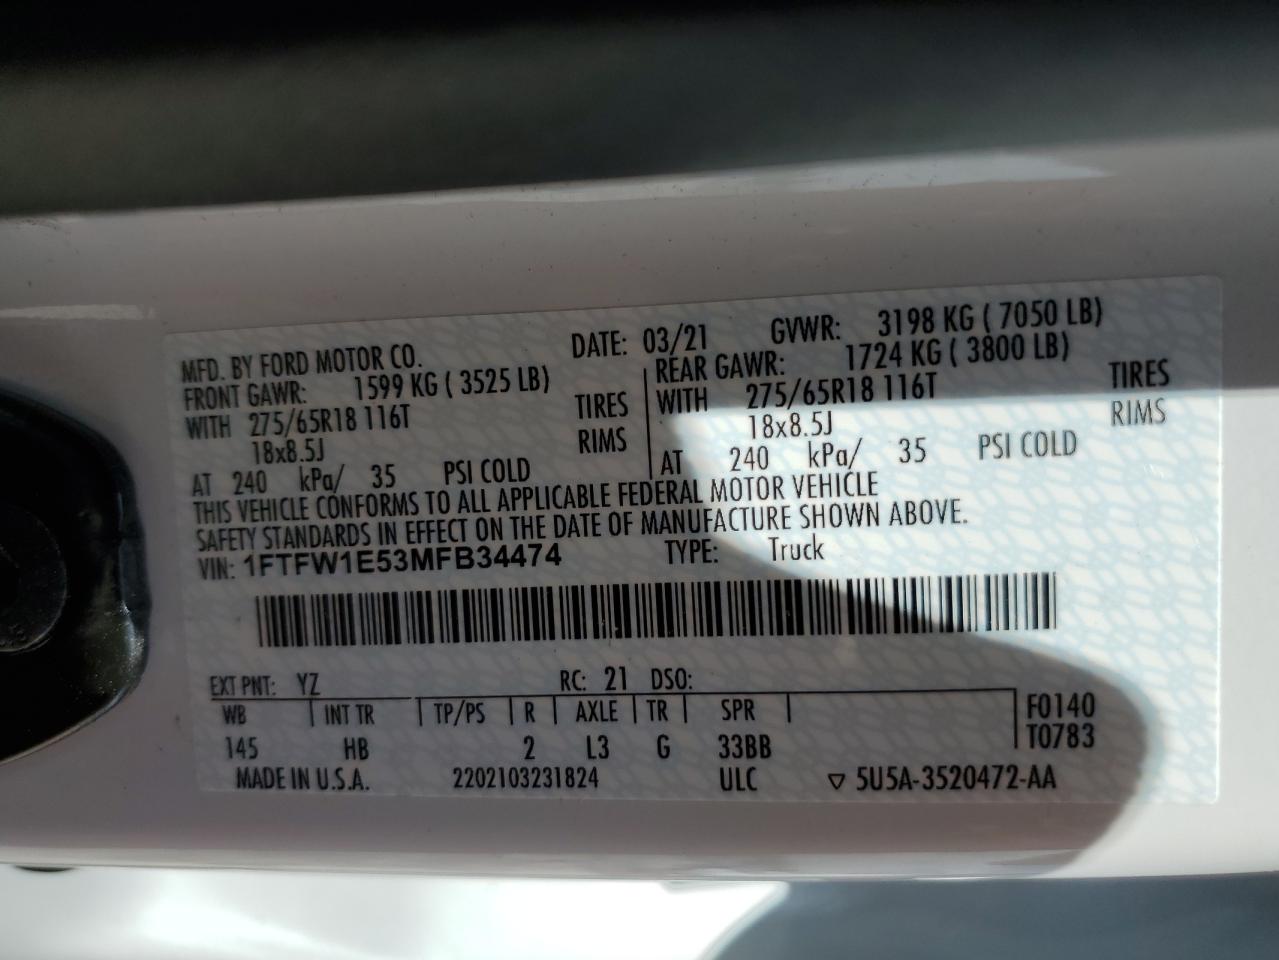 MFD. BY FORD MOTOR CO. DATE: 03/21 GVWR: 3198 KG ( 7050 LB)
FRONT GAWR: 1599 KG ( 3525 LB) REAR GAWR: 1724 KG ( 3800 LB)
WITH 275/65R18 116T TIRES WITH 275/65R18 116T TIRES
18x8.5J RIMS 18x8.5J RIMS
AT 240 kPa/ 35 PSI COLD AT 240 kPa/ 35 PSI COLD
THIS VEHICLE CONFORMS TO ALL APPLICABLE FEDERAL MOTOR VEHICLE
SAFETY STANDARDS IN EFFECT ON THE DATE OF MANUFACTURE SHOWN ABOVE.
VIN: 1FTFW1E53MFB34474 TYPE: Truck
EXT PNT: YZ RC: 21 DSO:
WB INT TR TP/PS R AXLE TR SPR F0140
145 HB 2 L3 G 33BB T0783
MADE IN U.S.A. 2202103231824 ULC ▽ 5U5A-3520472-AA